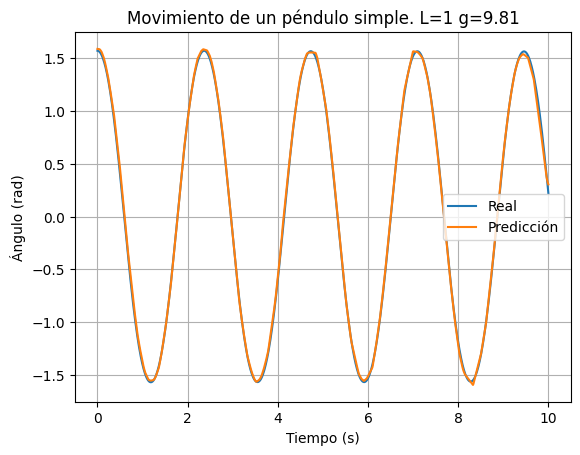 Movimiento de un péndulo simple. L=1 g=9.81
Ángulo (rad)
1.5
1.0
0.5
0.0
−0.5
−1.0
−1.5
Real
Predicción
0
2
4
6
8
10
Tiempo (s)